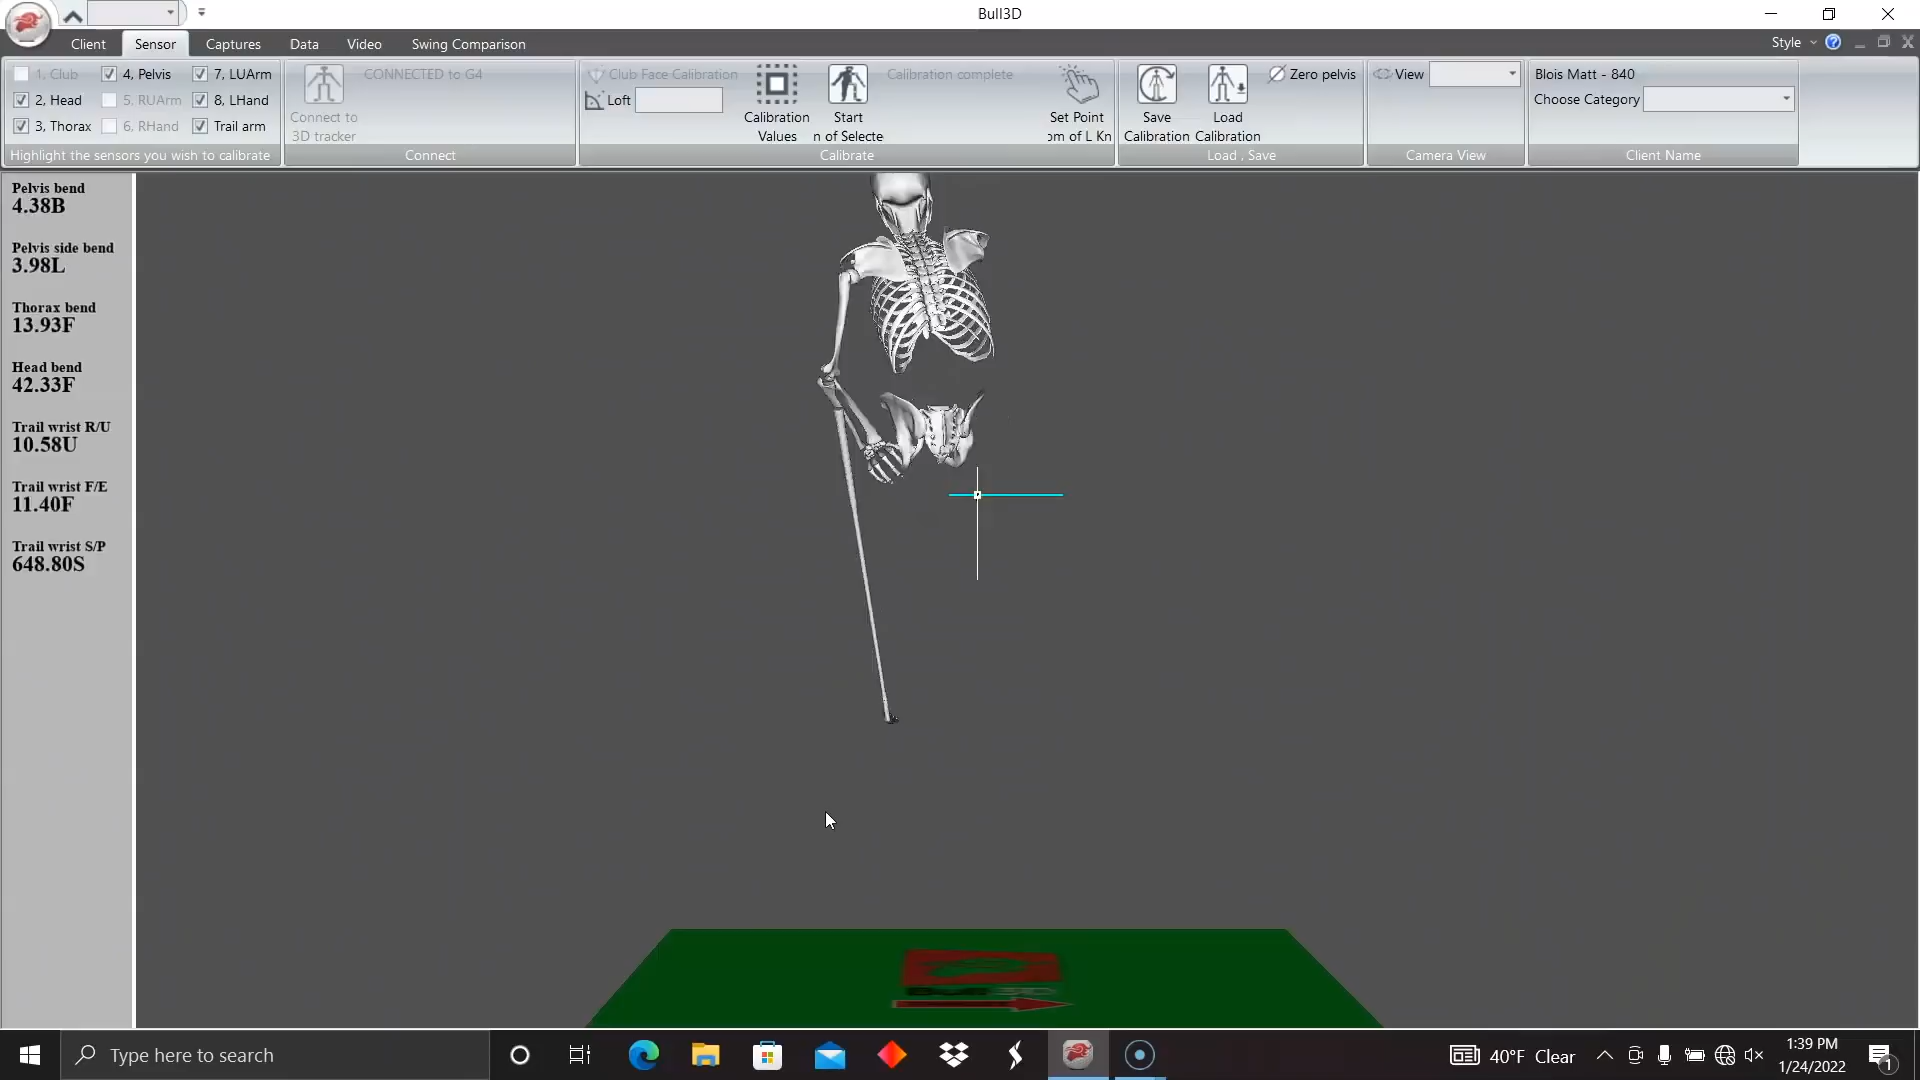 Bull3D
Client
Sensor
Captures
Data
Video
Swing Comparison
Style
1, Club
4, Pelvis
7, LUArm
2, Head
5, RUArm
8, LHand
3, Thorax
6, RHand
Trail arm
Highlight the sensors you wish to calibrate
Connect to
3D tracker
CONNECTED to G4
Connect
Club Face Calibration
Loft
Calibration
Values
Start
n of Selecte
Calibration complete
Set Point
om of L Kn
Calibrate
Save
Calibration
Load
Calibration
Zero pelvis
Load , Save
View
Camera View
Blois Matt - 840
Choose Category
Client Name
Pelvis bend
4.38B
Pelvis side bend
3.98L
Thorax bend
13.93F
Head bend
42.33F
Trail wrist R/U
10.58U
Trail wrist F/E
11.40F
Trail wrist S/P
648.80S
Type here to search
40°F Clear
1:39 PM
1/24/2022
1